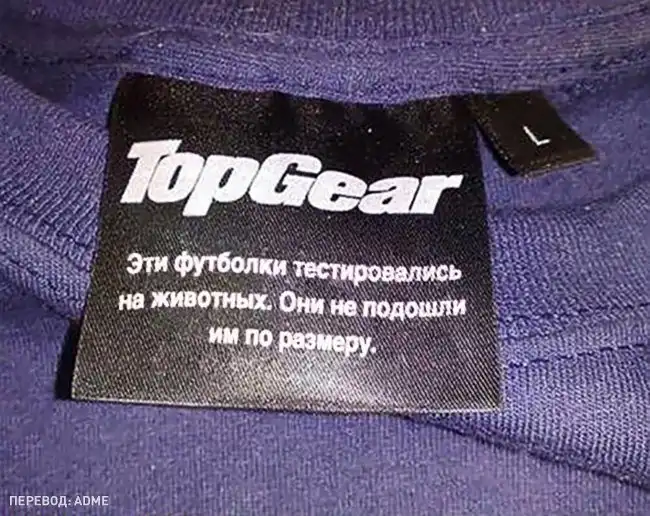 TopGear
L
Эти футболки тестировались
на животных. Они не подошли
им по размеру.
ПЕРЕВОД: ADME